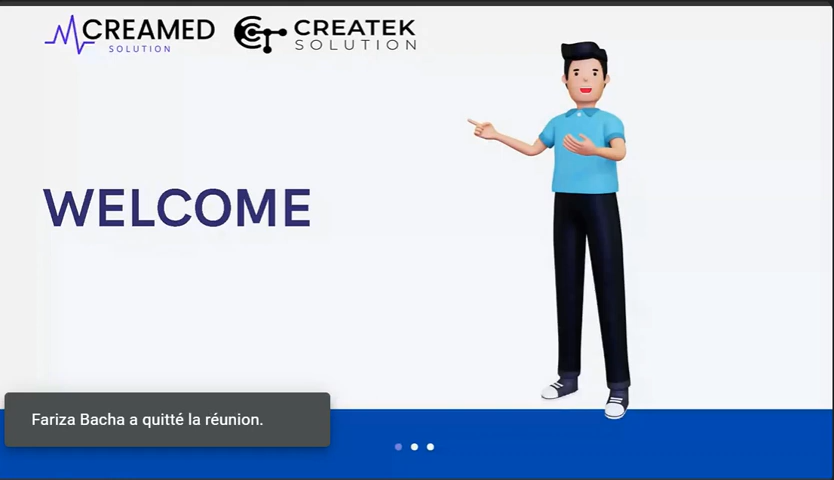 CREAMED
SOLUTION
CREATEK
SOLUTION
WELCOME
Fariza Bacha a quitté la réunion.